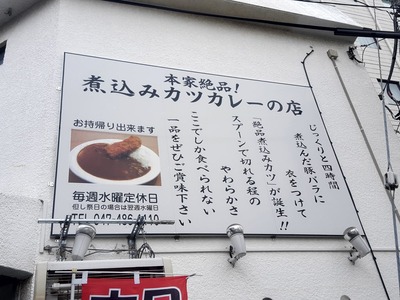 本家絶品!
煮込みカツカレーの店
じっくりと四時間
煮込んだ豚バラに
衣をつけて
「絶品煮込みカツ」が誕生!!
やわらかさ
スプーンで切れる程の
ここでしか食べられない
一品をぜひご賞味下さい
お持帰り出来ます
毎週水曜定休日
但し祭日の場合は翌週水曜日
TEL 047-486-4110